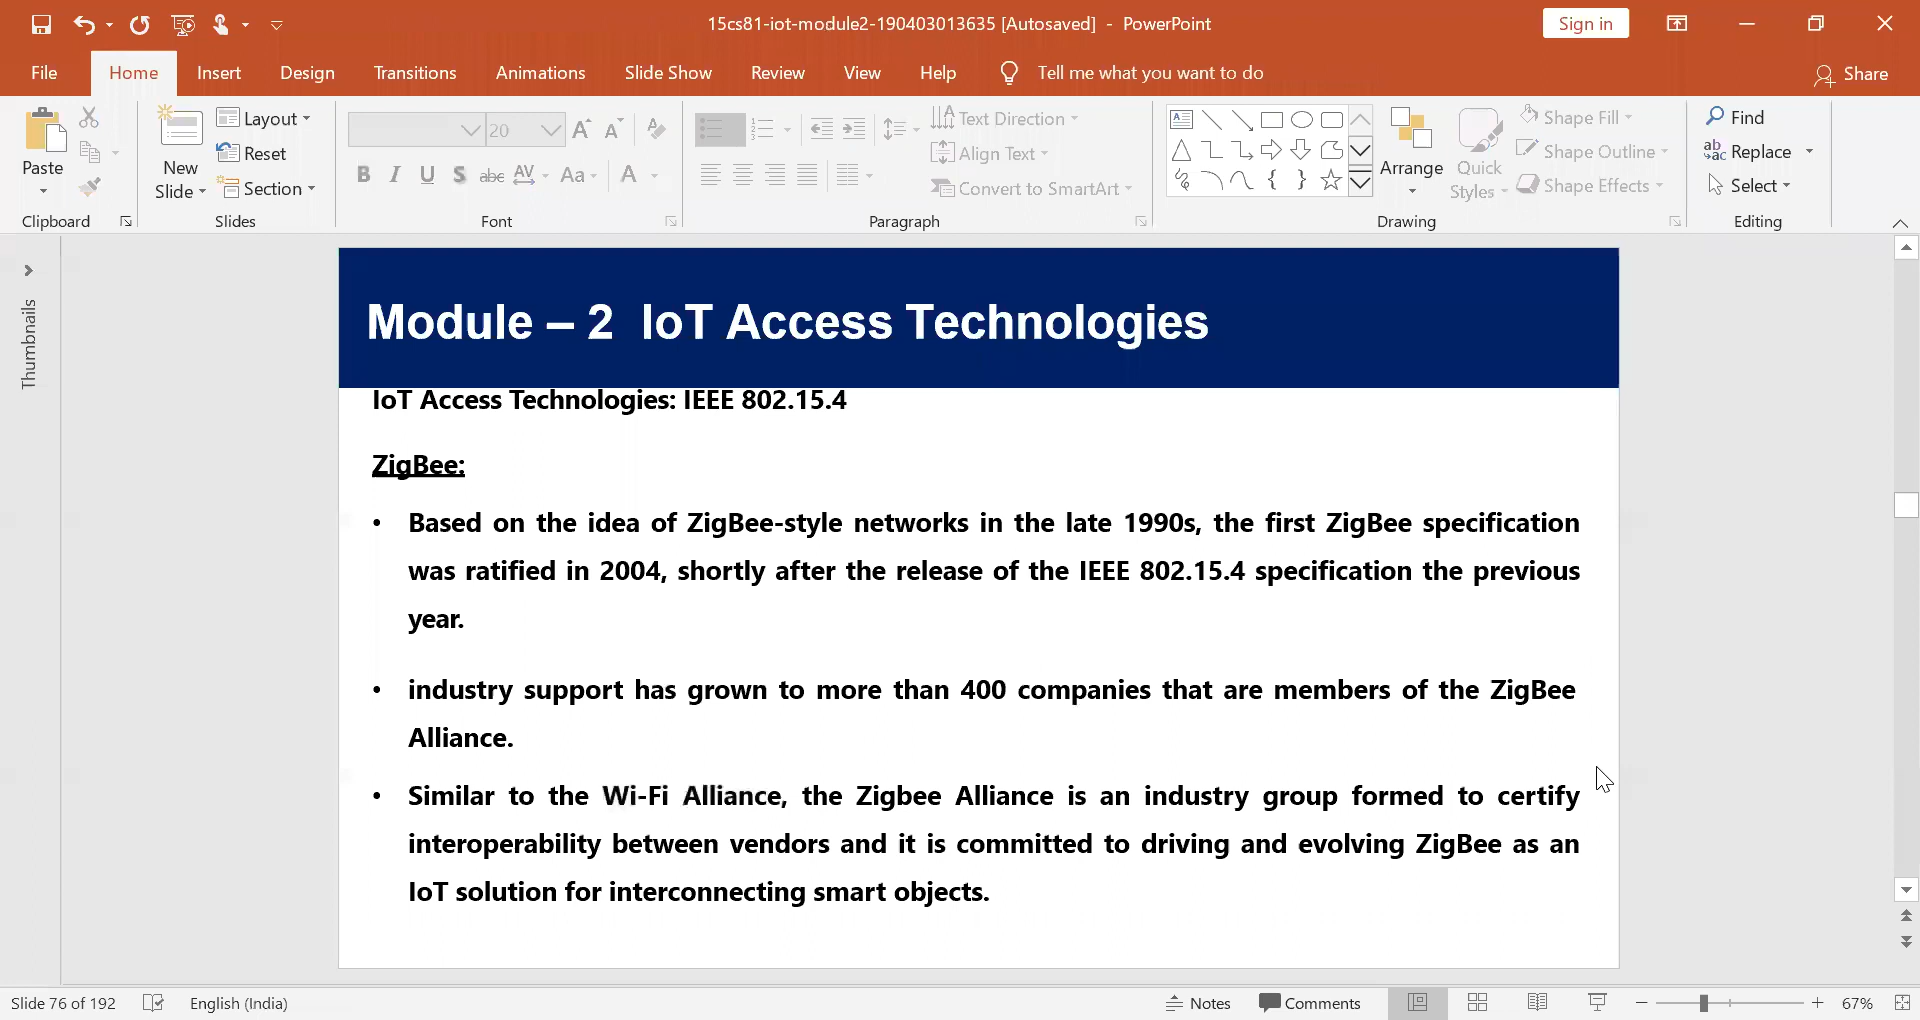 15cs81-iot-module2-190403013635 [Autosaved] - PowerPoint
Sign in
File Home Insert Design Transitions Animations Slide Show Review View Help Tell me what you want to do Share
Paste
Clipboard
New
Slide
Layout
Reset
Section
Slides
20
B I U S abc AV Aa A
Font
Text Direction
Align Text
Convert to SmartArt
Paragraph
Arrange
Quick
Styles
Shape Fill
Shape Outline
Shape Effects
Drawing
Find
Replace
Select
Editing
Thumbnails
Module – 2 IoT Access Technologies
IoT Access Technologies: IEEE 802.15.4
ZigBee:
• Based on the idea of ZigBee-style networks in the late 1990s, the first ZigBee specification
was ratified in 2004, shortly after the release of the IEEE 802.15.4 specification the previous
year.
• industry support has grown to more than 400 companies that are members of the ZigBee
Alliance.
• Similar to the Wi-Fi Alliance, the Zigbee Alliance is an industry group formed to certify
interoperability between vendors and it is committed to driving and evolving ZigBee as an
IoT solution for interconnecting smart objects.
Slide 76 of 192 English (India) Notes Comments 67%